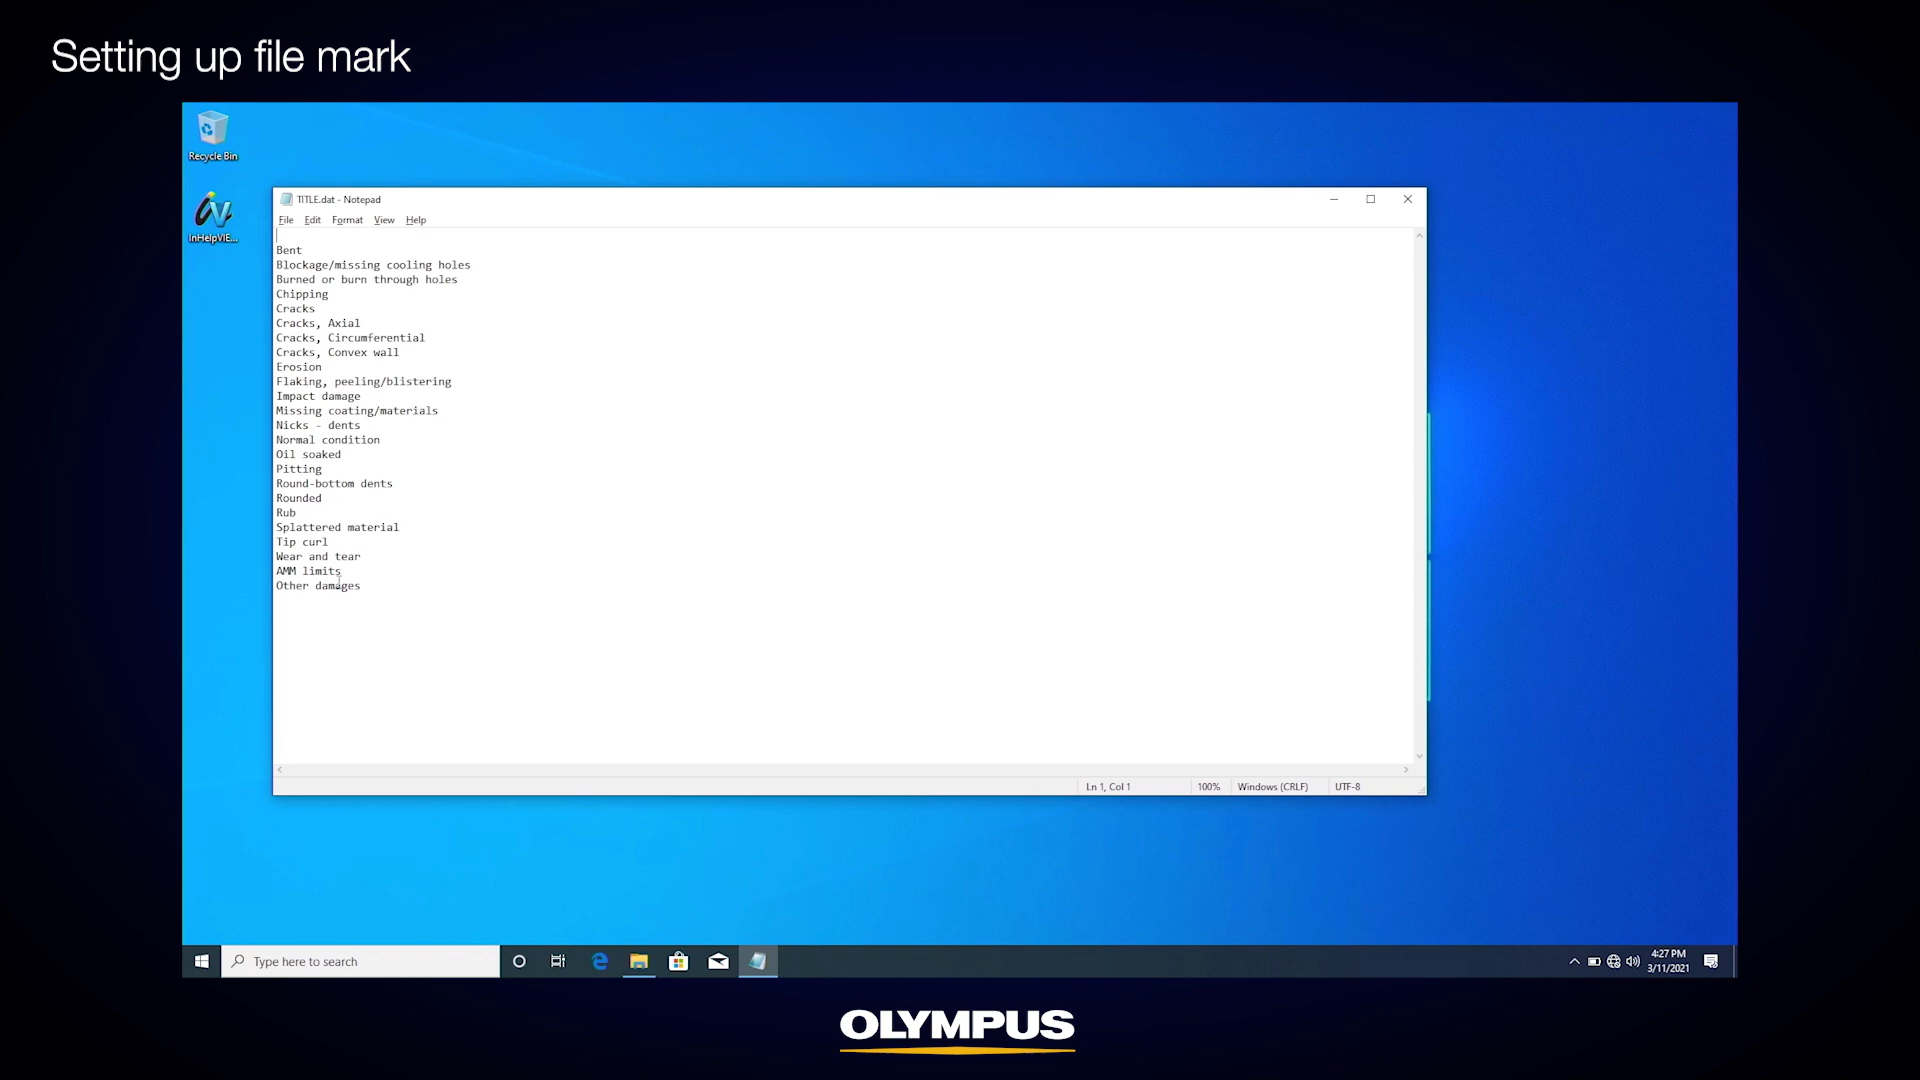 Setting up file mark
Recycle Bin
InHelpVIE...
TITLE.dat - Notepad
File Edit Format View Help
Bent
Blockage/missing cooling holes
Burned or burn through holes
Chipping
Cracks
Cracks, Axial
Cracks, Circumferential
Cracks, Convex wall
Erosion
Flaking, peeling/blistering
Impact damage
Missing coating/materials
Nicks - dents
Normal condition
Oil soaked
Pitting
Round-bottom dents
Rounded
Rub
Splattered material
Tip curl
Wear and tear
AMM limits
Other damages
Ln 1, Col 1 100% Windows (CRLF) UTF-8
Type here to search
4:27 PM
3/11/2021
OLYMPUS